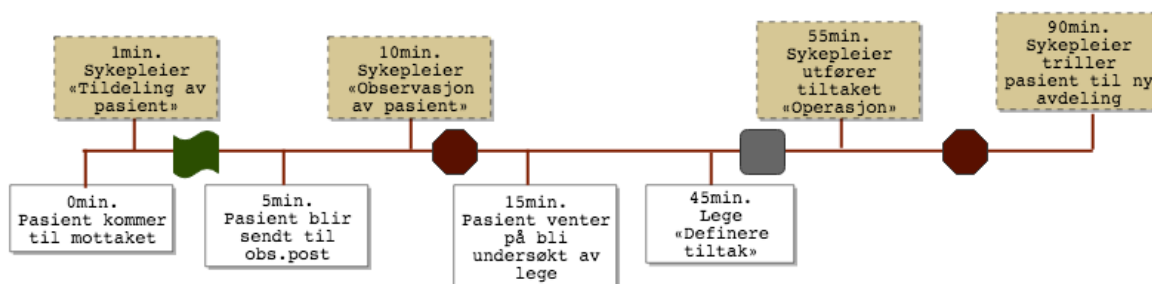 1min.
Sykepleier
«Tildeling av
pasient»
10min.
Sykepleier
«Observasjon
av pasient»
55min.
Sykepleier
utfører
tiltaket
«Operasjon»
90min.
Sykepleier
triller
pasient til ny
avdeling
0min.
Pasient kommer
til mottaket
5min.
Pasient blir
sendt til
obs.post
15min.
Pasient venter
på bli
undersøkt av
lege
45min.
Lege
«Definere
tiltak»